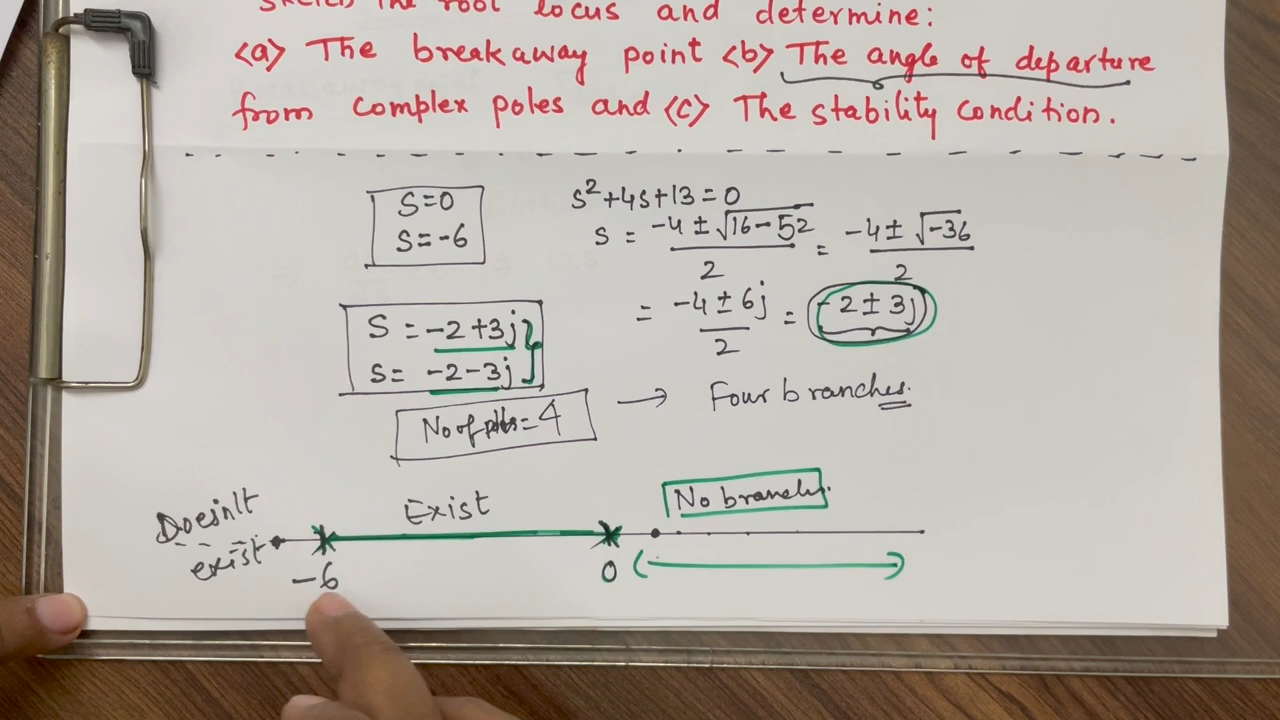 sketch the root locus and determine:
<a> The breakaway point <b> The angle of departure
from complex poles and <c> The stability condition.
S=0
S=-6
s²+4s+13=0
s = -4 ± √16-52 / 2 = -4 ± √-36 / 2
= -4 ± 6j / 2 = -2 ± 3j
S = -2+3j
s = -2-3j
No of poles = 4 → Four branches.
Doesn't exist
Exist
No branches.
-6
0